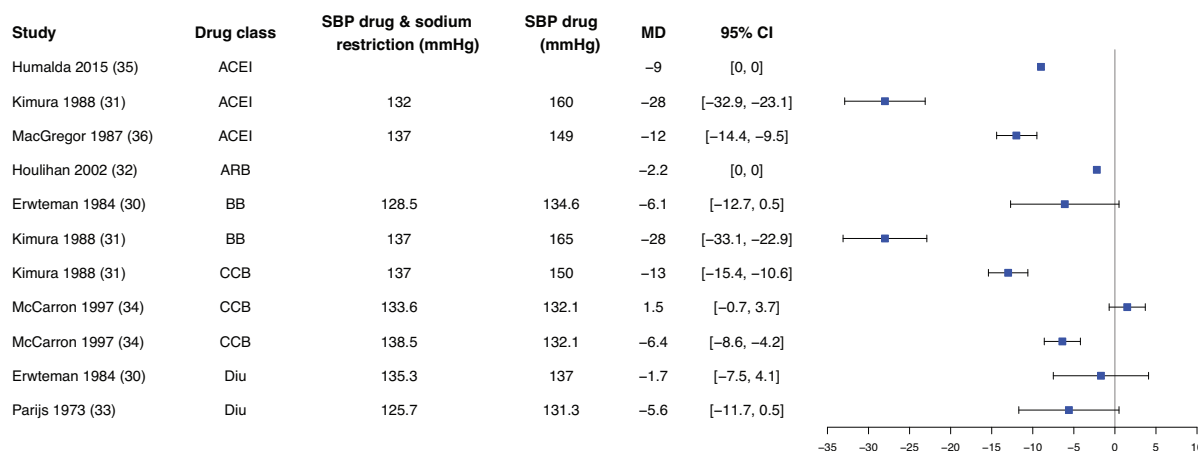 Study Drug class SBP drug & sodium restriction (mmHg) SBP drug (mmHg) MD 95% CI
Humalda 2015 (35) ACEI −9 [0, 0]
Kimura 1988 (31) ACEI 132 160 −28 [−32.9, −23.1]
MacGregor 1987 (36) ACEI 137 149 −12 [−14.4, −9.5]
Houlihan 2002 (32) ARB −2.2 [0, 0]
Erwteman 1984 (30) BB 128.5 134.6 −6.1 [−12.7, 0.5]
Kimura 1988 (31) BB 137 165 −28 [−33.1, −22.9]
Kimura 1988 (31) CCB 137 150 −13 [−15.4, −10.6]
McCarron 1997 (34) CCB 133.6 132.1 1.5 [−0.7, 3.7]
McCarron 1997 (34) CCB 138.5 132.1 −6.4 [−8.6, −4.2]
Erwteman 1984 (30) Diu 135.3 137 −1.7 [−7.5, 4.1]
Parijs 1973 (33) Diu 125.7 131.3 −5.6 [−11.7, 0.5]
−35 −30 −25 −20 −15 −10 −5 0 5 10